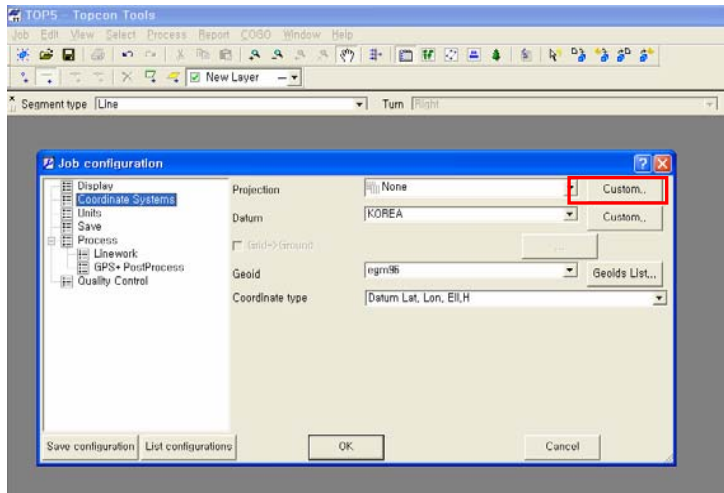 TOP5 - Topcon Tools
Job Edit View Select Process Report COGO Window Help
New Layer
Segment type Line Turn Right
Job configuration
Display
Coordinate Systems
Units
Save
Process
Linework
GPS+ PostProcess
Quality Control
Projection None Custom..
Datum KOREA Custom..
Grid->Ground ...
Geoid egm96 Geoids List...
Coordinate type Datum Lat, Lon, Ell,H
Save configuration List configurations OK Cancel